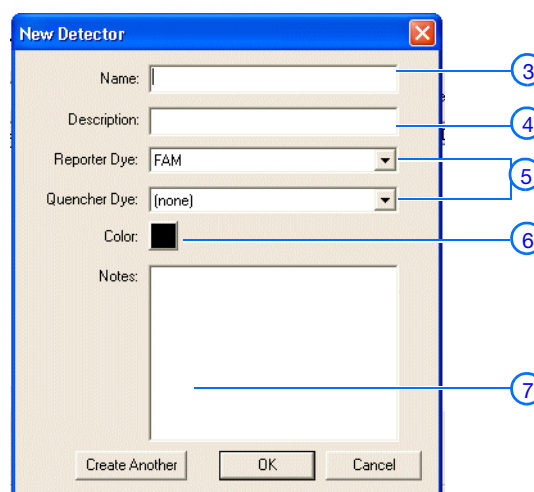 New Detector
Name:
3
Description:
4
Reporter Dye: FAM
5
Quencher Dye: (none)
Color:
6
Notes:
7
Create Another OK Cancel